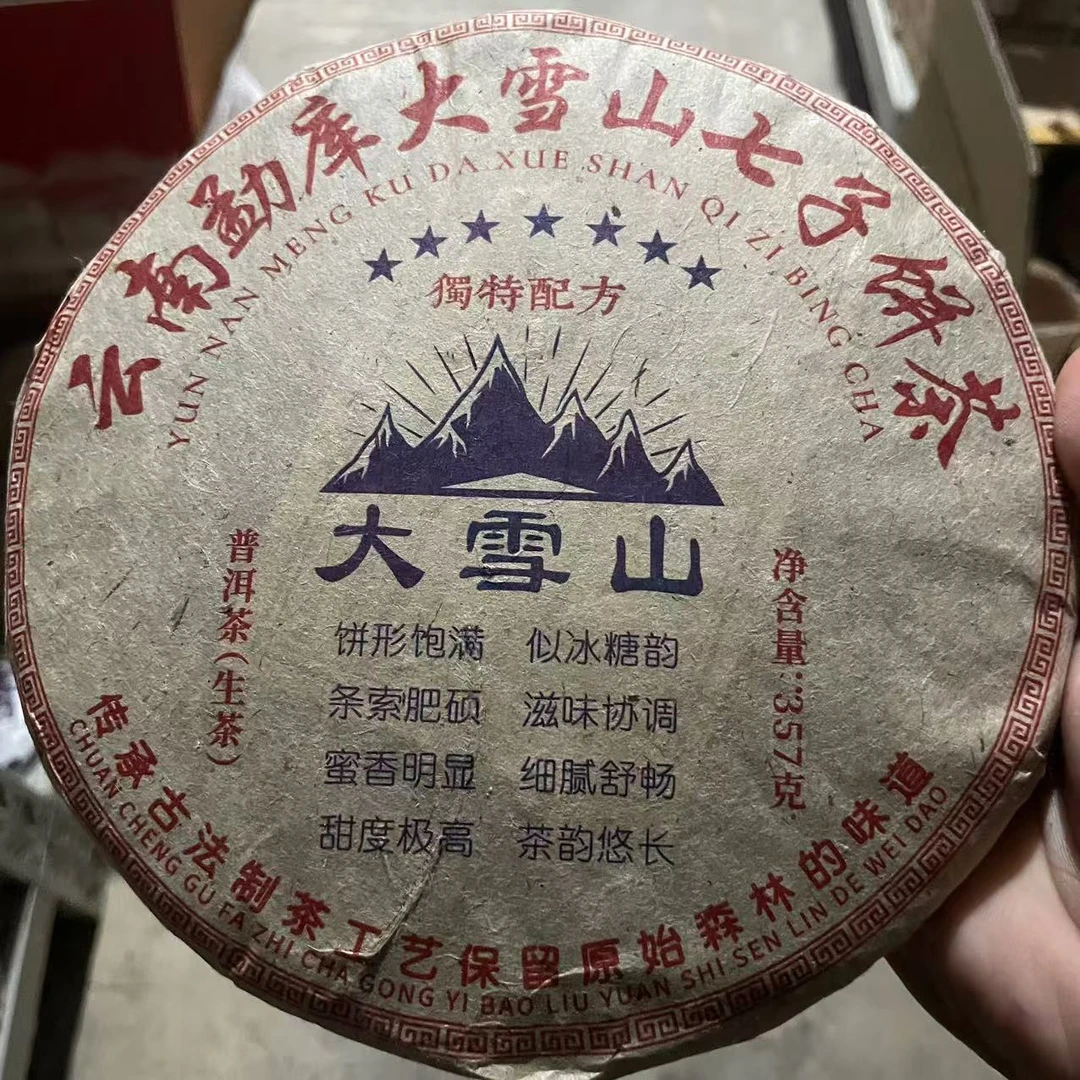 云南勐库大雪山七子饼茶
YUN NAN MENG KU DA XUE SHAN QI ZI BING CHA
獨特配方
大雪山
普洱茶(生茶)
净含量:357克
饼形饱满 似冰糖韵
条索肥硕 滋味协调
蜜香明显 细腻舒畅
甜度极高 茶韵悠长
传承古法制茶工艺保留原始森林的味道
CHUAN CHENG GU FA ZHI CHA GONG YI BAO LIU YUAN SHI SEN LIN DE WEI DAO